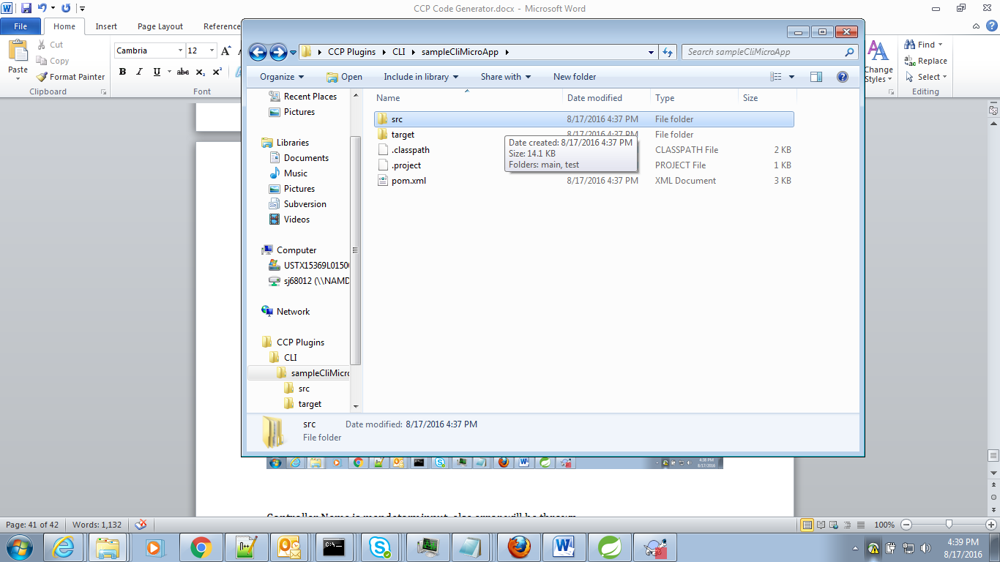 CCP Code Generator.docx - Microsoft Word
File
Home
Insert
Page Layout
Reference
Paste
Cut
Copy
Format Painter
Clipboard
Cambria
12
B I U abc x₂ x²
Font
Change
Styles
Find
Replace
Select
Editing
CCP Plugins
CLI
sampleCliMicroApp
Search sampleCliMicroApp
Organize
Open
Include in library
Share with
New folder
Recent Places
Pictures
Libraries
Documents
Music
Pictures
Subversion
Videos
Computer
USTX15369L0150
sj68012 (\\NAMD
Network
CCP Plugins
CLI
sampleCliMicro
src
target
Name Date modified Type Size
src 8/17/2016 4:37 PM File folder
target 8/17/2016 4:37 PM File folder
.classpath CLASSPATH File 2 KB
.project PROJECT File 1 KB
pom.xml 8/17/2016 4:37 PM XML Document 3 KB
Date created: 8/17/2016 4:37 PM
Size: 14.1 KB
Folders: main, test
src Date modified: 8/17/2016 4:37 PM
File folder
4:38 PM
8/17/2016
Controller Name is mandatory input, else error will be thrown
Page: 41 of 42 Words: 1,132
100%
4:39 PM
8/17/2016